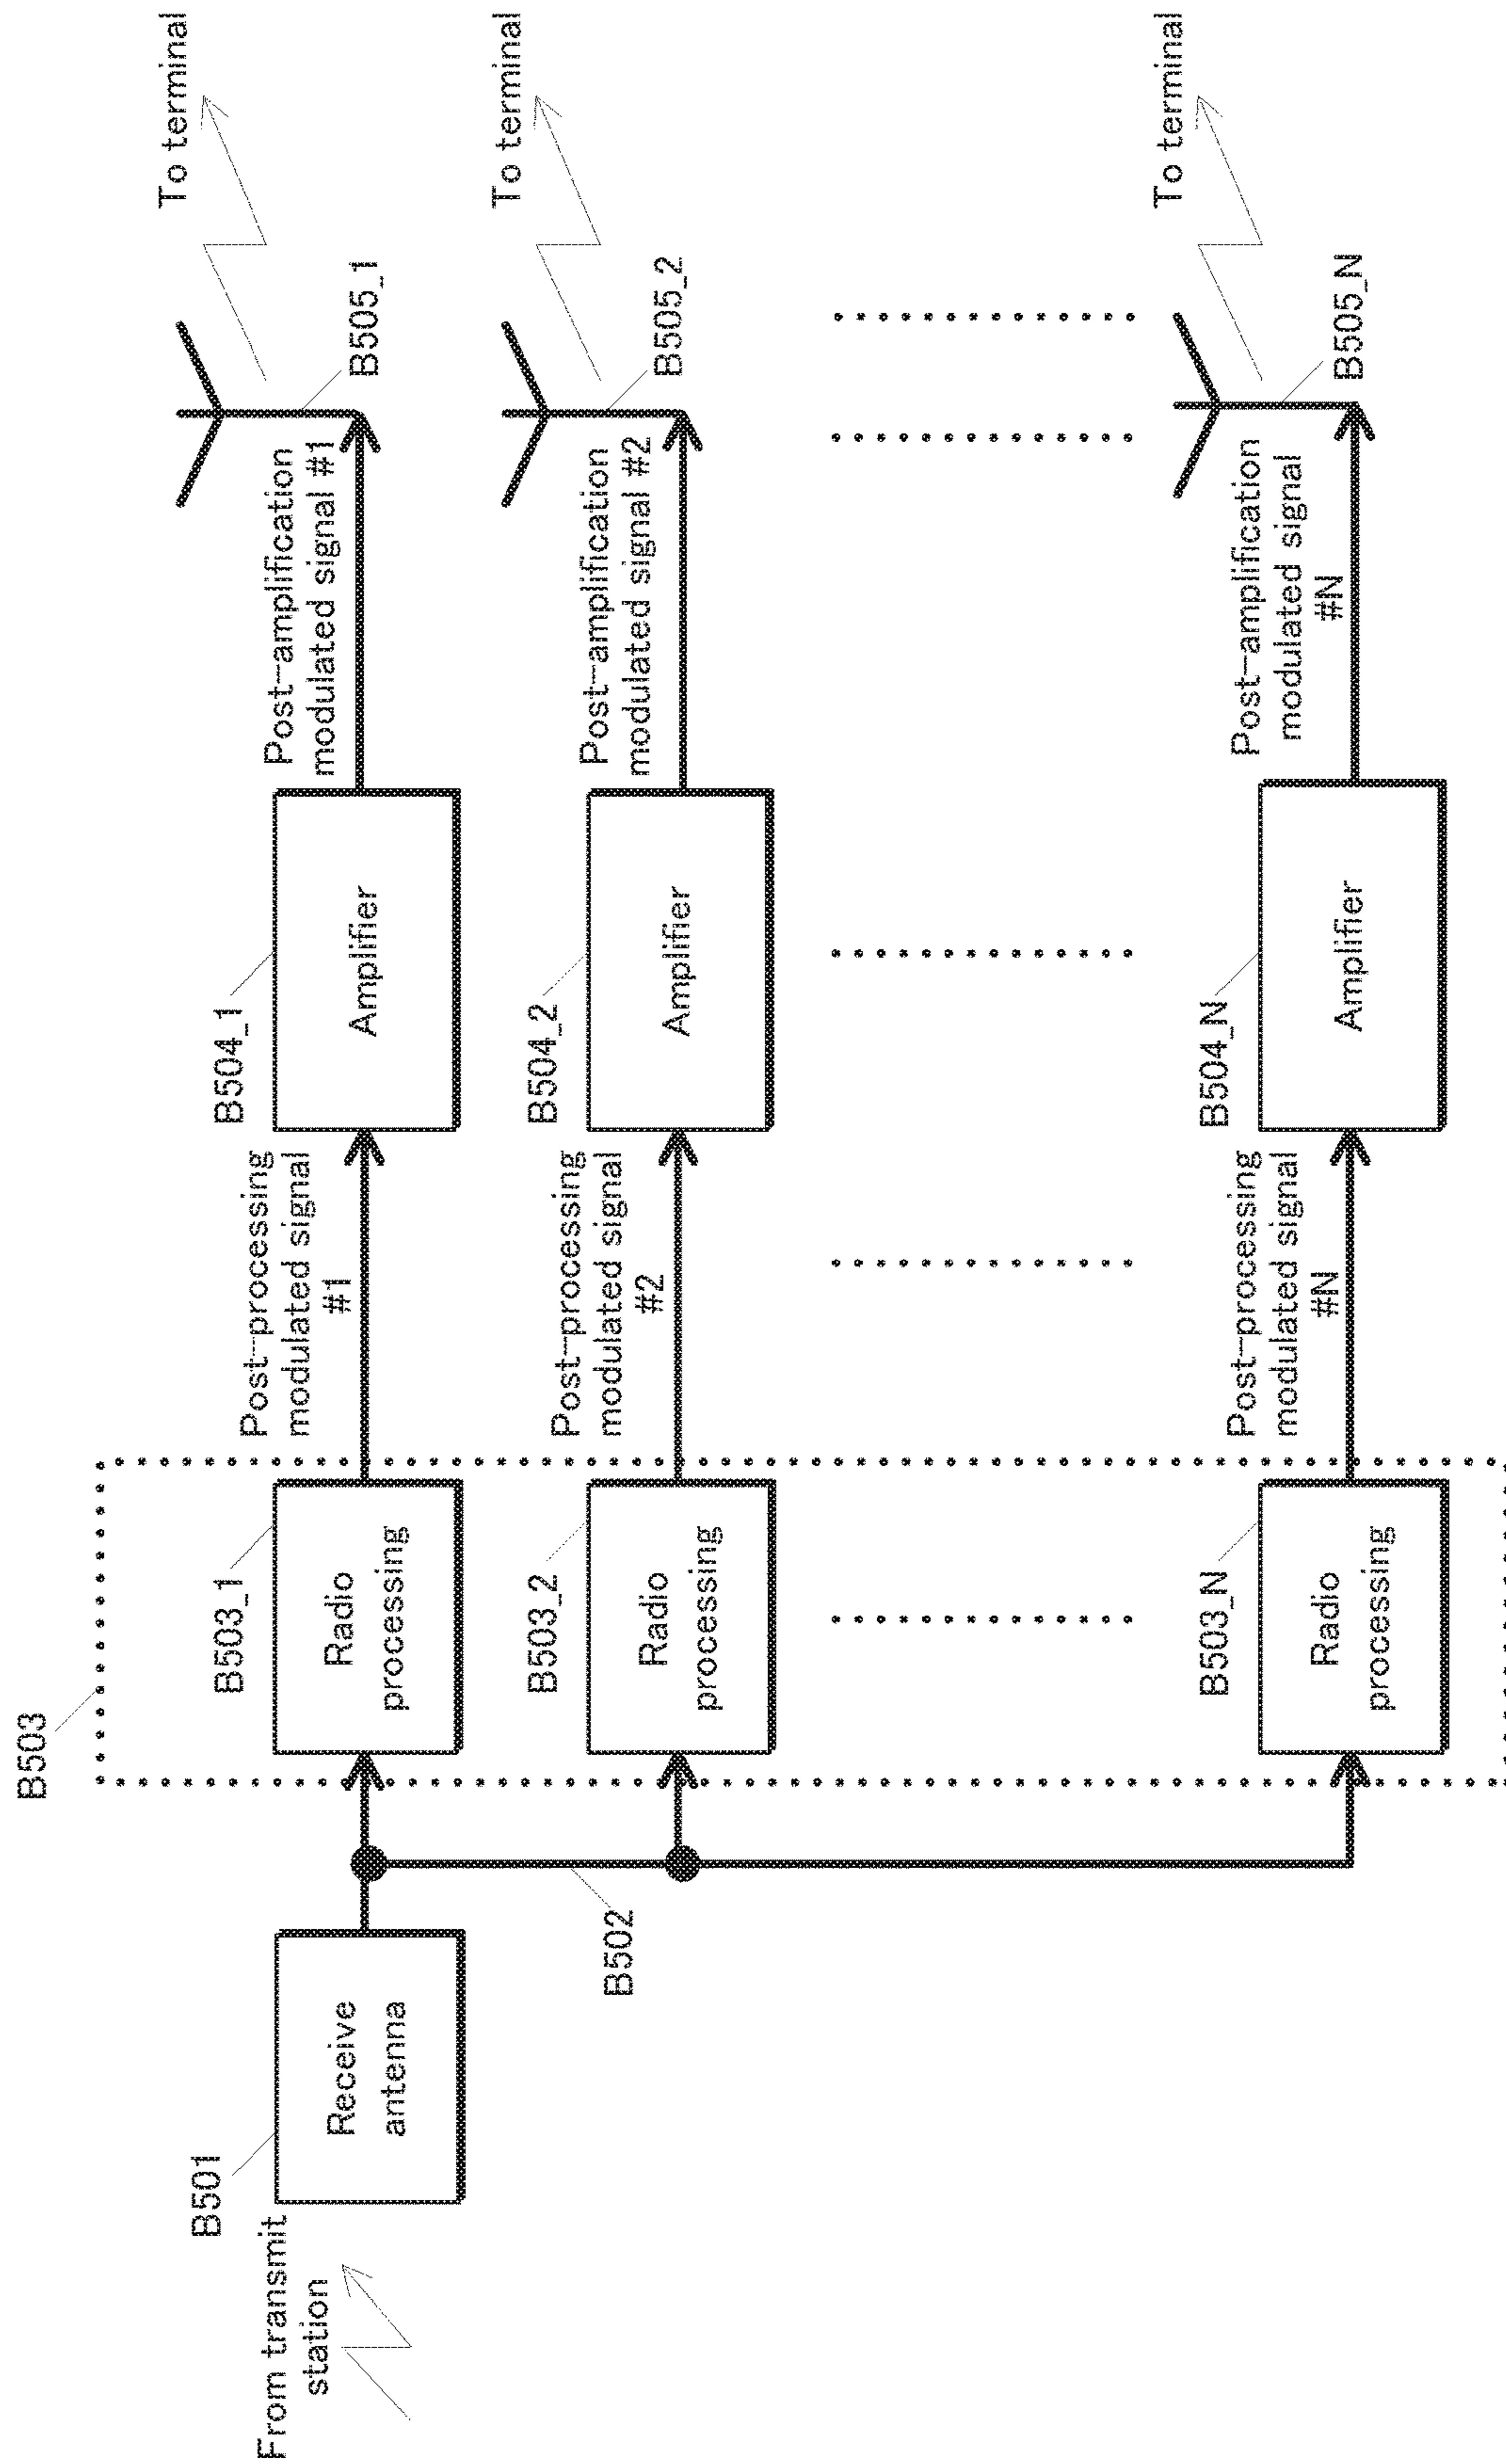 B503
From transmit
station
B501
Receive
antenna
B502
B503_1
Radio
processing
Post-processing
modulated signal
#1
B504_1
Amplifier
Post-amplification
modulated signal #1
B505_1
To terminal
B503_2
Radio
processing
Post-processing
modulated signal
#2
B504_2
Amplifier
Post-amplification
modulated signal #2
B505_2
To terminal
B503_N
Radio
processing
Post-processing
modulated signal
#N
B504_N
Amplifier
Post-amplification
modulated signal
#N
B505_N
To terminal